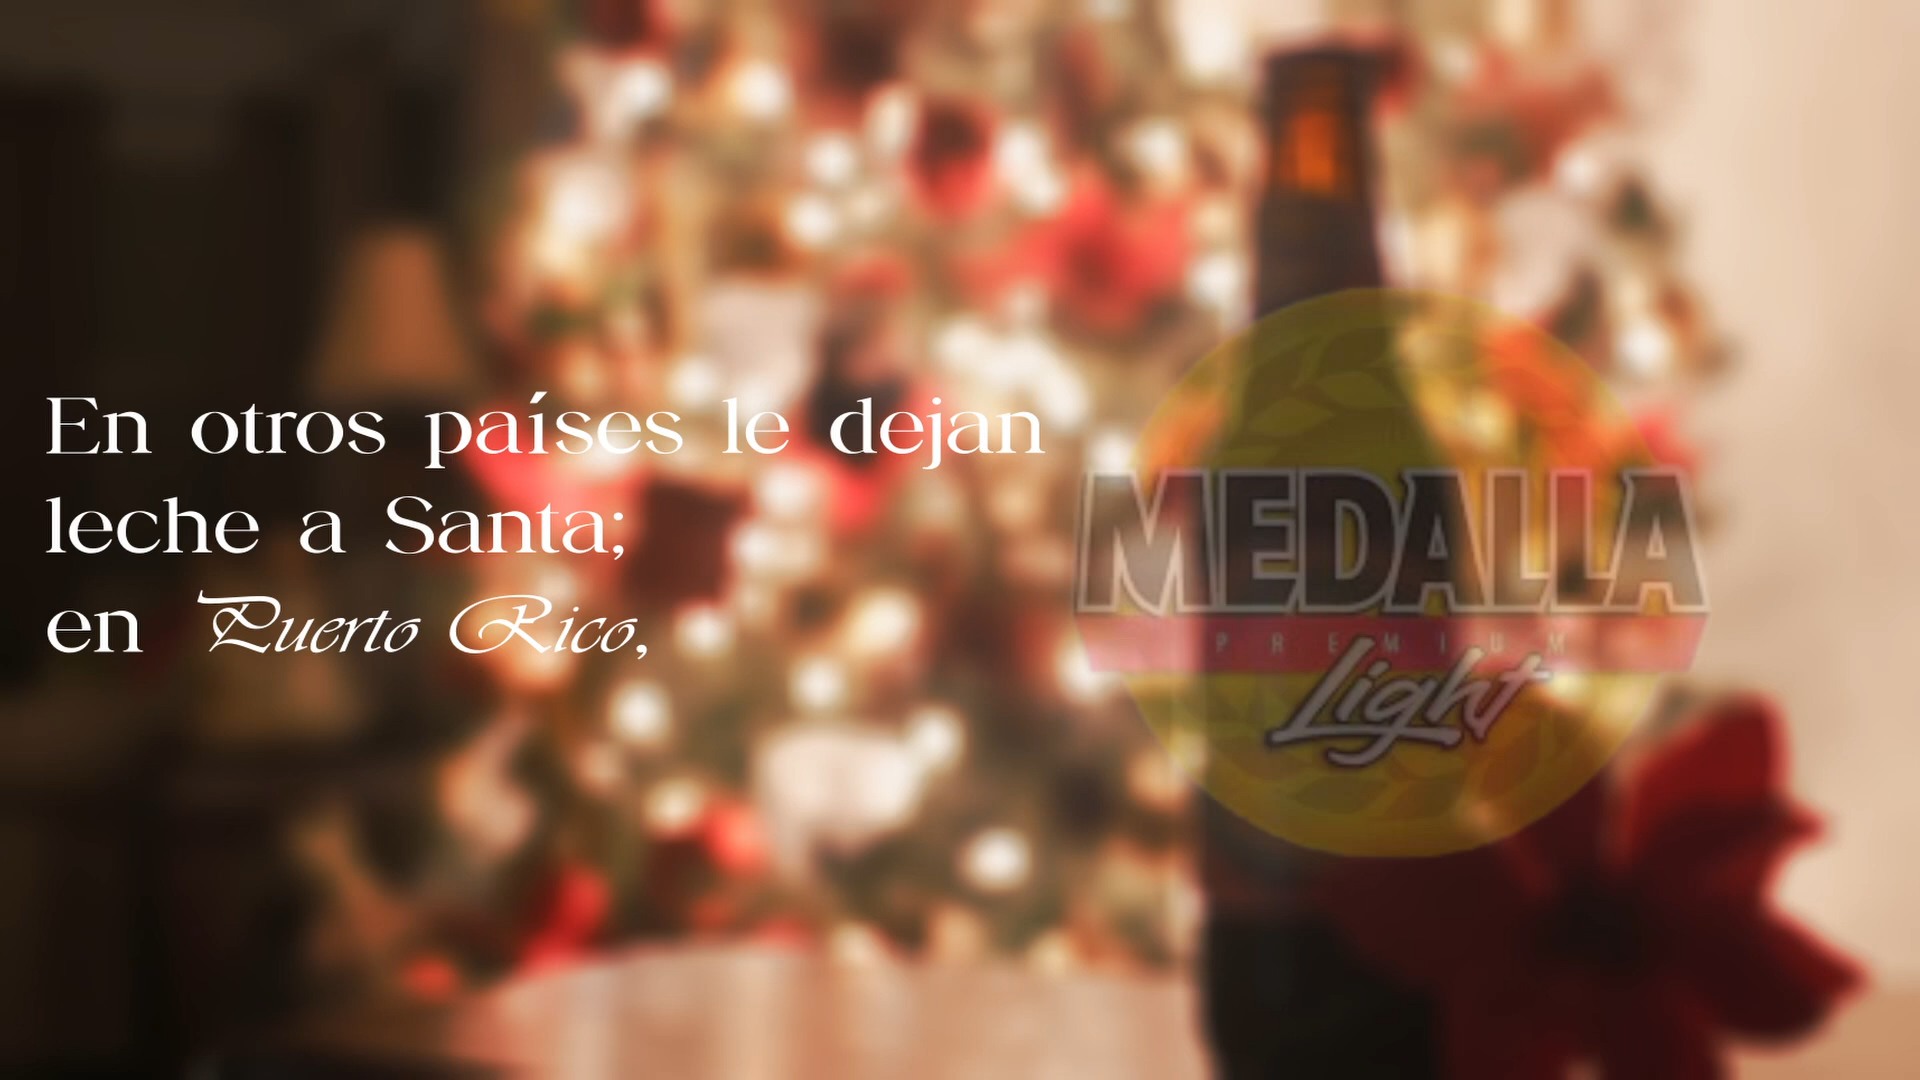 En otros países le dejan
leche a Santa;
en Puerto Rico,
MEDALLA
PREMIUM
Light